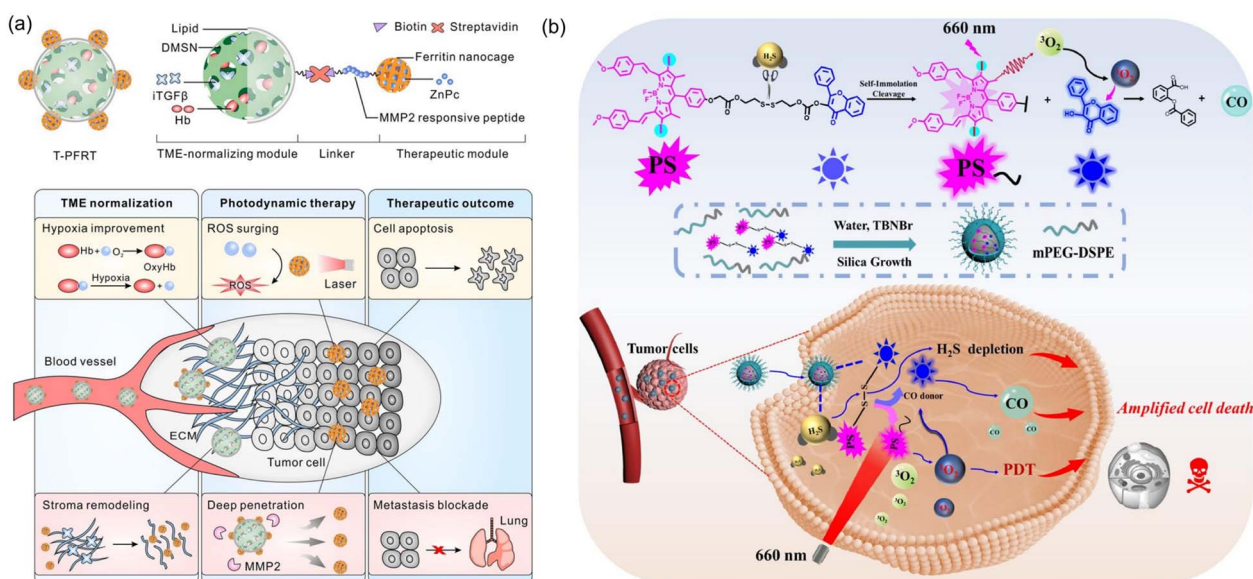 (a)
Lipid
DMSN
iTGFβ
Hb
Biotin Streptavidin
Ferritin nanocage
ZnPc
MMP2 responsive peptide
T-PFRT
TME-normalizing module Linker Therapeutic module
TME normalization Photodynamic therapy Therapeutic outcome
Hypoxia improvement
Hb+ O₂
OxyHb
Hypoxia
+
ROS surging
ROS
Laser
Cell apoptosis
Blood vessel
ECM
Tumor cell
Stroma remodeling
Deep penetration
MMP2
Metastasis blockade
Lung
(b)
H₂S
660 nm
³O₂
¹O₂
Self-Immolation
Cleavage
+
+
CO
PS
PS
Water, TBNBr
Silica Growth
mPEG-DSPE
Tumor cells
H₂S depletion
S
S
CO donor
CO
CO
CO
H₂S
PS
PS
³O₂
³O₂
³O₂
PDT
660 nm
Amplified cell death